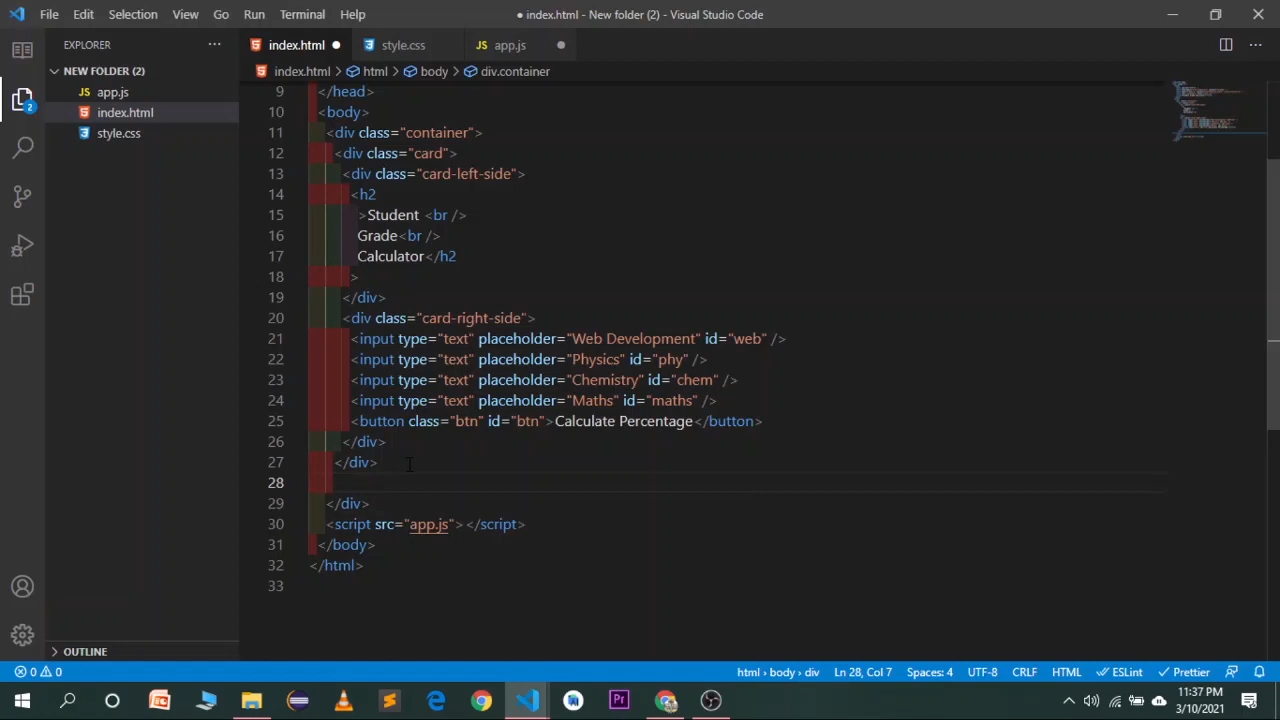 File Edit Selection View Go Run Terminal Help ● index.html - New folder (2) - Visual Studio Code
EXPLORER ···
index.html ● style.css JS app.js ●
NEW FOLDER (2)
index.html > html > body > div.container
JS app.js
index.html
style.css
9 </head>
10 <body>
11 <div class="container">
12 <div class="card">
13 <div class="card-left-side">
14 <h2
15 >Student <br />
16 Grade<br />
17 Calculator</h2
18 >
19 </div>
20 <div class="card-right-side">
21 <input type="text" placeholder="Web Development" id="web" />
22 <input type="text" placeholder="Physics" id="phy" />
23 <input type="text" placeholder="Chemistry" id="chem" />
24 <input type="text" placeholder="Maths" id="maths" />
25 <button class="btn" id="btn">Calculate Percentage</button>
26 </div>
27 </div>
28
29 </div>
30 <script src="app.js"></script>
31 </body>
32 </html>
33
2
OUTLINE
0 0 html > body > div Ln 28, Col 7 Spaces: 4 UTF-8 CRLF HTML ESLint Prettier
Pr
11:37 PM
3/10/2021